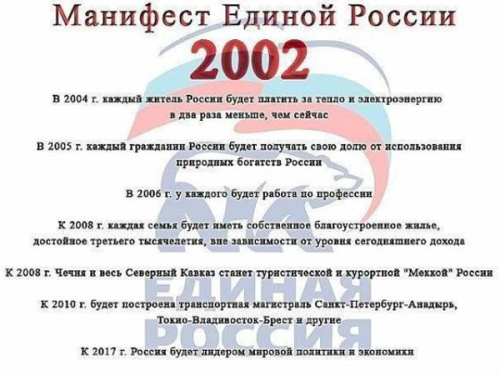 Манифест Единой России
2002
В 2004 г. каждый житель России будет платить за тепло и электроэнергию
в два раза меньше, чем сейчас
В 2005 г. каждый гражданин России будет получать свою долю от использования
природных богатств России
В 2006 г. у каждого будет работа по профессии
К 2008 г. каждая семья будет иметь собственное благоустроенное жилье,
достойное третьего тысячелетия, вне зависимости от уровня сегодняшнего дохода
К 2008 г. Чечня и весь Северный Кавказ станет туристической и курортной "Меккой" России
К 2010 г. будет построена транспортная магистраль Санкт-Петербург-Анадырь,
Токио-Владивосток-Брест и другие
К 2017 г. Россия будет лидером мировой политики и экономики
ЕДИНАЯ
РОССИЯ